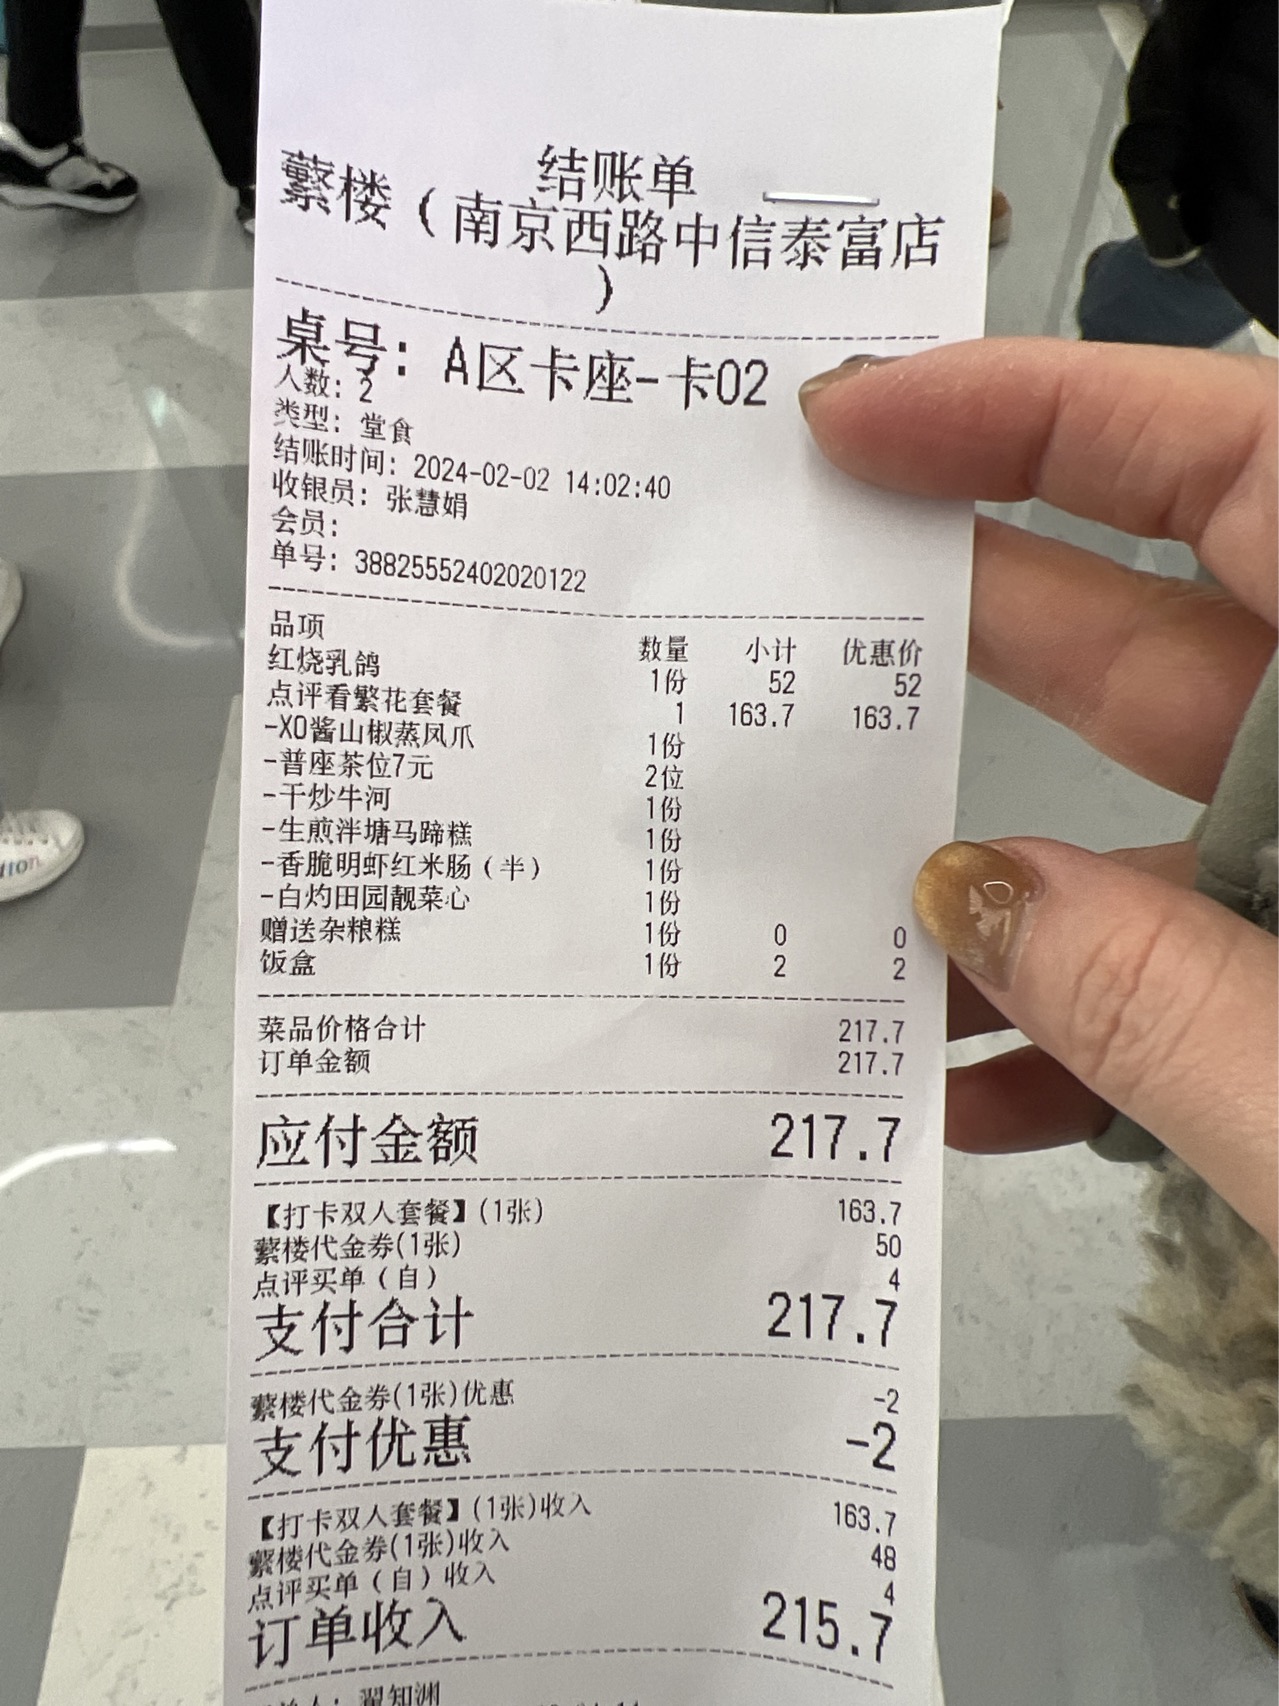 结账单
蘩楼（南京西路中信泰富店
）
桌号：A区卡座-卡02
人数：2
类型：堂食
结账时间：2024-02-02 14:02:40
收银员：张慧娟
会员：
单号：38825552402020122
品项 数量 小计 优惠价
红烧乳鸽 1份 52 52
点评看繁花套餐 1 163.7 163.7
-XO酱山椒蒸凤爪 1份
-普座茶位7元 2位
-干炒牛河 1份
-生煎泮塘马蹄糕 1份
-香脆明虾红米肠（半） 1份
-白灼田园靓菜心 1份
赠送杂粮糕 1份 0 0
饭盒 1份 2 2
菜品价格合计 217.7
订单金额 217.7
应付金额 217.7
【打卡双人套餐】(1张) 163.7
蘩楼代金券(1张) 50
点评买单（自） 4
支付合计 217.7
蘩楼代金券(1张)优惠 -2
支付优惠 -2
【打卡双人套餐】(1张)收入 163.7
蘩楼代金券(1张)收入 48
点评买单（自）收入 4
订单收入 215.7
单人：翟知渊